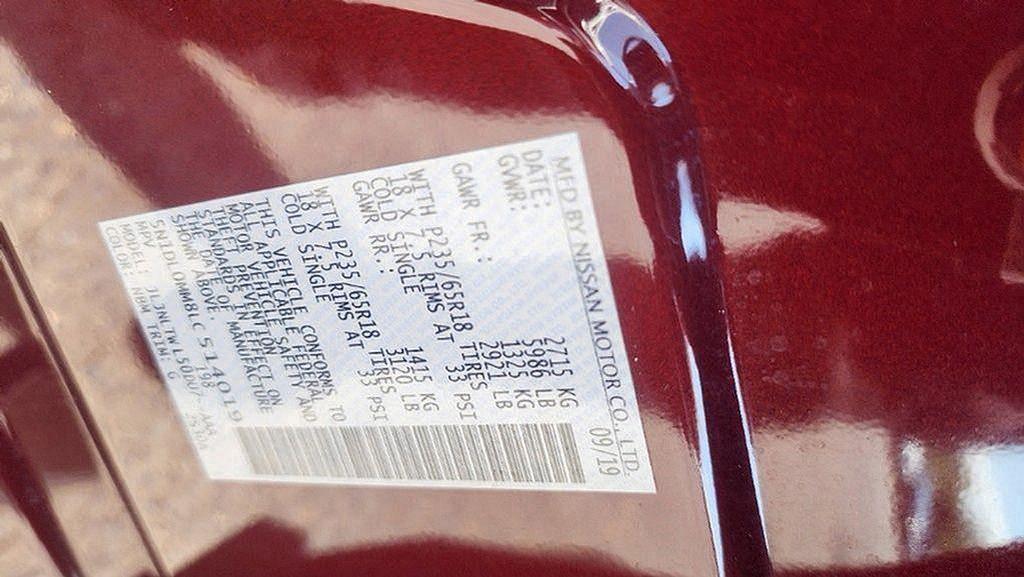 MFD BY NISSAN MOTOR CO., LTD.
DATE: 09/19
GVWR: 2715 KG
5986 LB
GAWR FR.: 1325 KG
2921 LB
WITH P235/65R18 TIRES
18 X 7.5 RIMS AT 33 PSI
COLD SINGLE
GAWR RR.: 1415 KG
3120 LB
WITH P235/65R18 TIRES
18 X 7.5 RIMS AT 33 PSI
COLD SINGLE
THIS VEHICLE CONFORMS TO
ALL APPLICABLE FEDERAL
MOTOR VEHICLE SAFETY AND
THEFT PREVENTION
STANDARDS IN EFFECT ON
THE DATE OF MANUFACTURE
SHOWN ABOVE.
MPV
MODEL:
COLOR: NBM TRIM: G